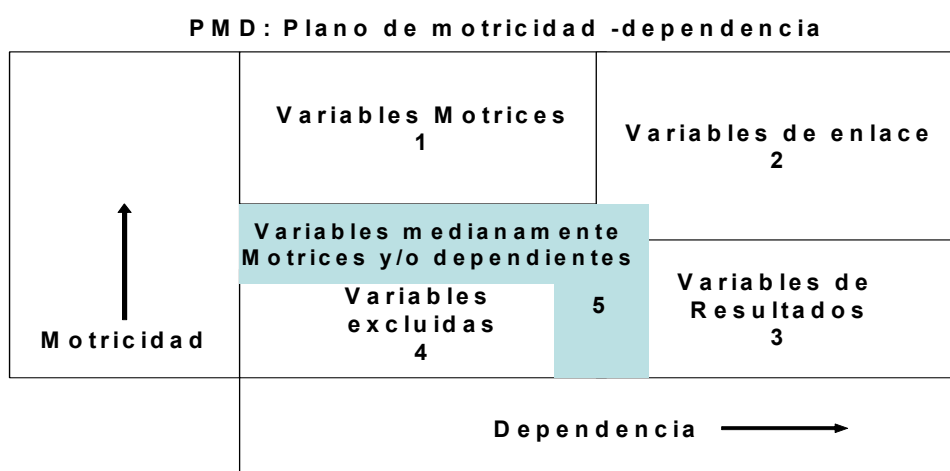 PMD: Plano de motricidad -dependencia
Variables Motrices
1
Variables de enlace
2
Variables medianamente
Motrices y/o dependientes
Variables
excluidas
4
5
Variables de
Resultados
3
Motricidad
Dependencia